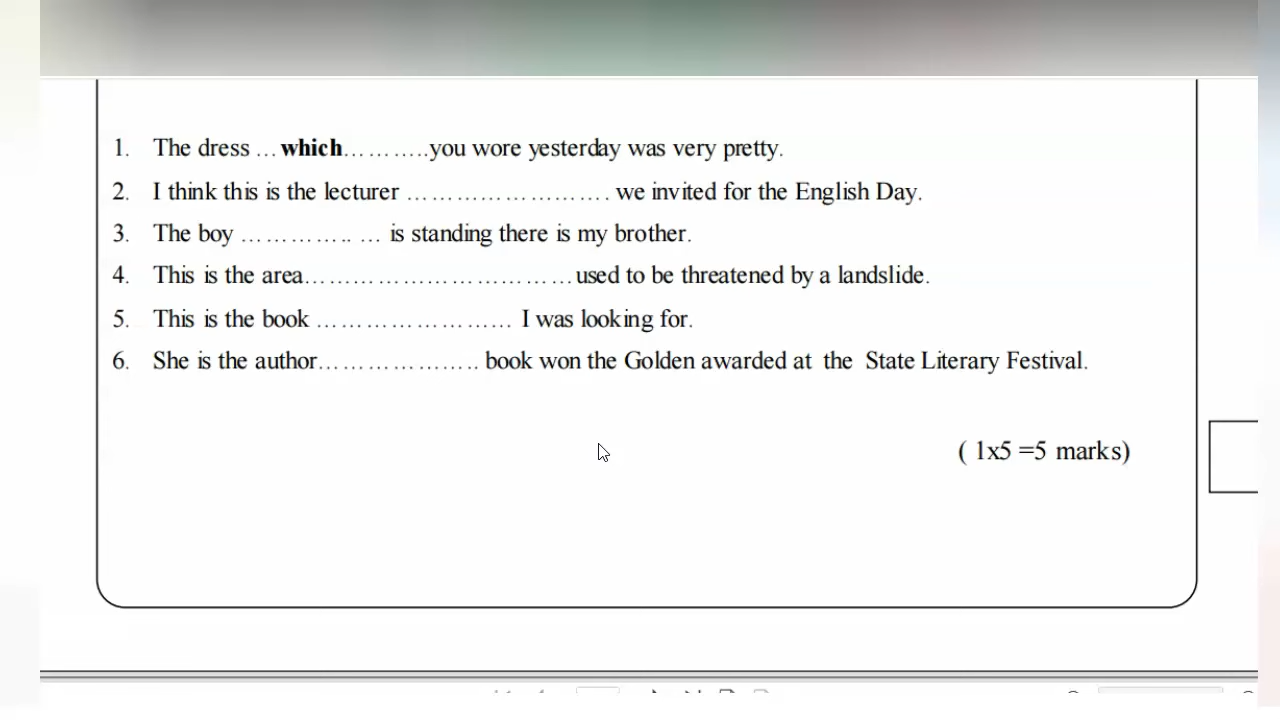 1. The dress ...which.............you wore yesterday was very pretty.
2. I think this is the lecturer ........................ we invited for the English Day.
3. The boy ................. is standing there is my brother.
4. This is the area................................used to be threatened by a landslide.
5. This is the book ....................... I was looking for.
6. She is the author.................... book won the Golden awarded at the State Literary Festival.
( 1x5 =5 marks)